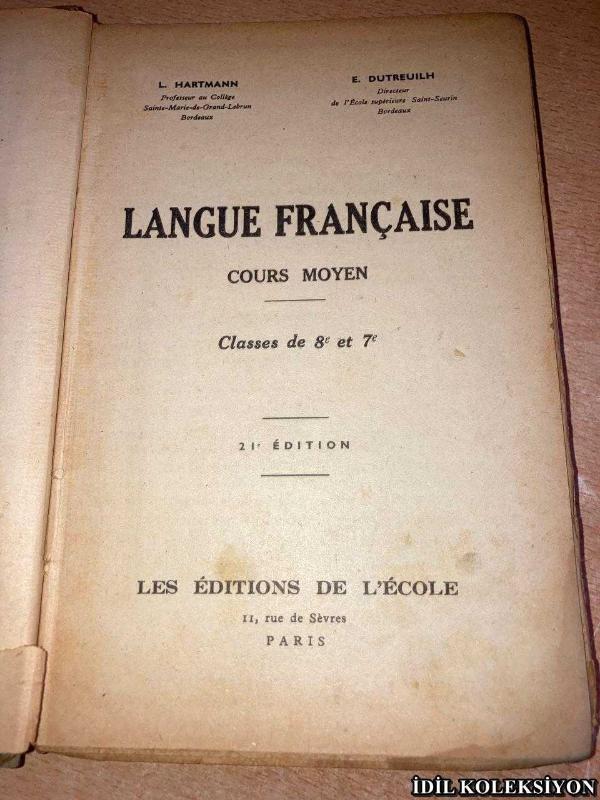 L. HARTMANN
Professeur au Collège
Sainte-Marie-de-Grand-Lebrun
Bordeaux
E. DUTREUILH
Directeur
de l'École supérieure Saint-Seurin
Bordeaux
LANGUE FRANÇAISE
COURS MOYEN
Classes de 8e et 7e
21e ÉDITION
LES ÉDITIONS DE L'ÉCOLE
11, rue de Sèvres
PARIS
İDİL KOLEKSİYON